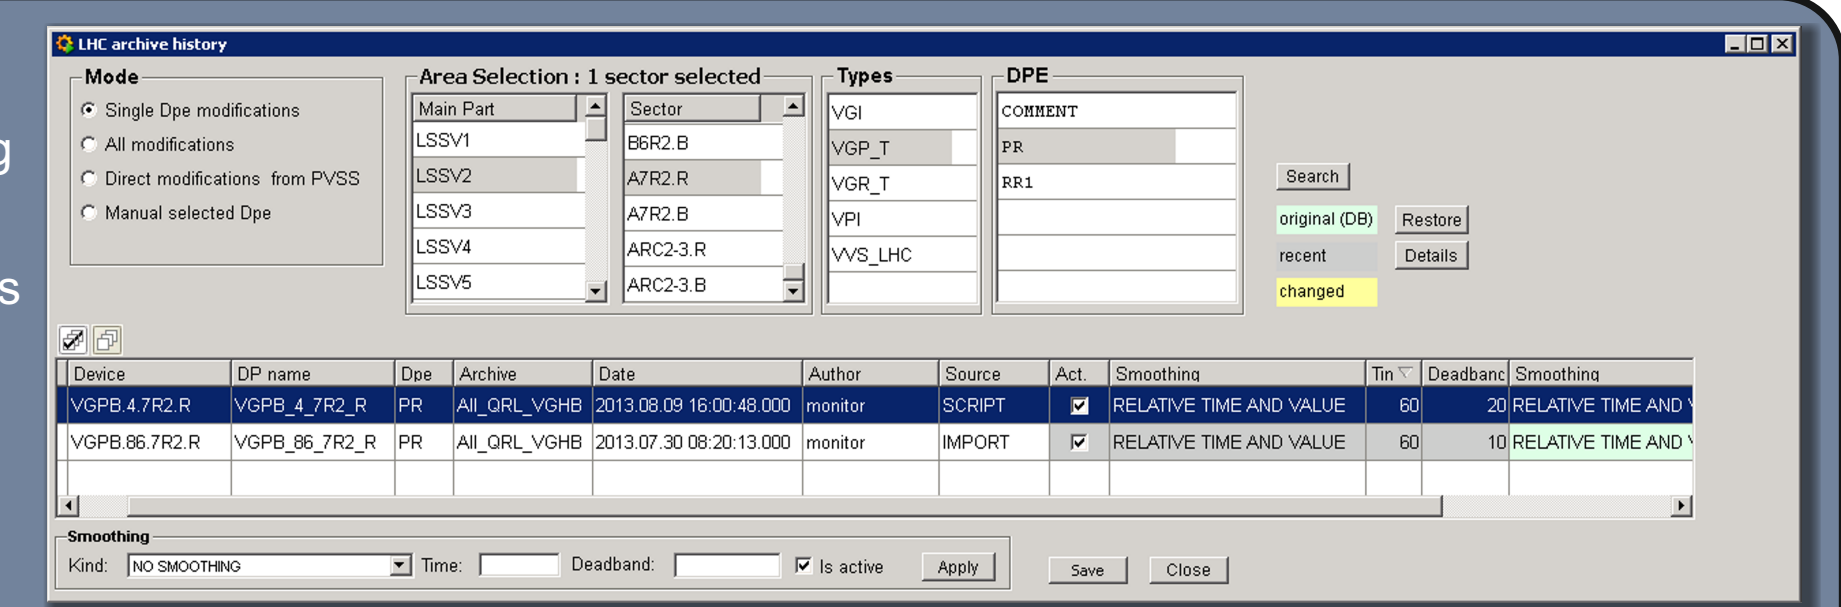 LHC archive history
Mode
Single Dpe modifications
All modifications
Direct modifications from PVSS
Manual selected Dpe
Area Selection : 1 sector selected
Main Part
LSSV1
LSSV2
LSSV3
LSSV4
LSSV5
Sector
B6R2.B
A7R2.R
A7R2.B
ARC2-3.R
ARC2-3.B
Types
VGI
VGP_T
VGR_T
VPI
VVS_LHC
DPE
COMMENT
PR
RR1
Search
original (DB) Restore
recent Details
changed
g
s
Device DP name Dpe Archive Date Author Source Act. Smoothing Tin Deadbanc Smoothing
VGPB.4.7R2.R VGPB_4_7R2_R PR All_QRL_VGHB 2013.08.09 16:00:48.000 monitor SCRIPT RELATIVE TIME AND VALUE 60 20 RELATIVE TIME AND
VGPB.86.7R2.R VGPB_86_7R2_R PR All_QRL_VGHB 2013.07.30 08:20:13.000 monitor IMPORT RELATIVE TIME AND VALUE 60 10 RELATIVE TIME AND
Smoothing
Kind: NO SMOOTHING Time: Deadband: Is active Apply Save Close